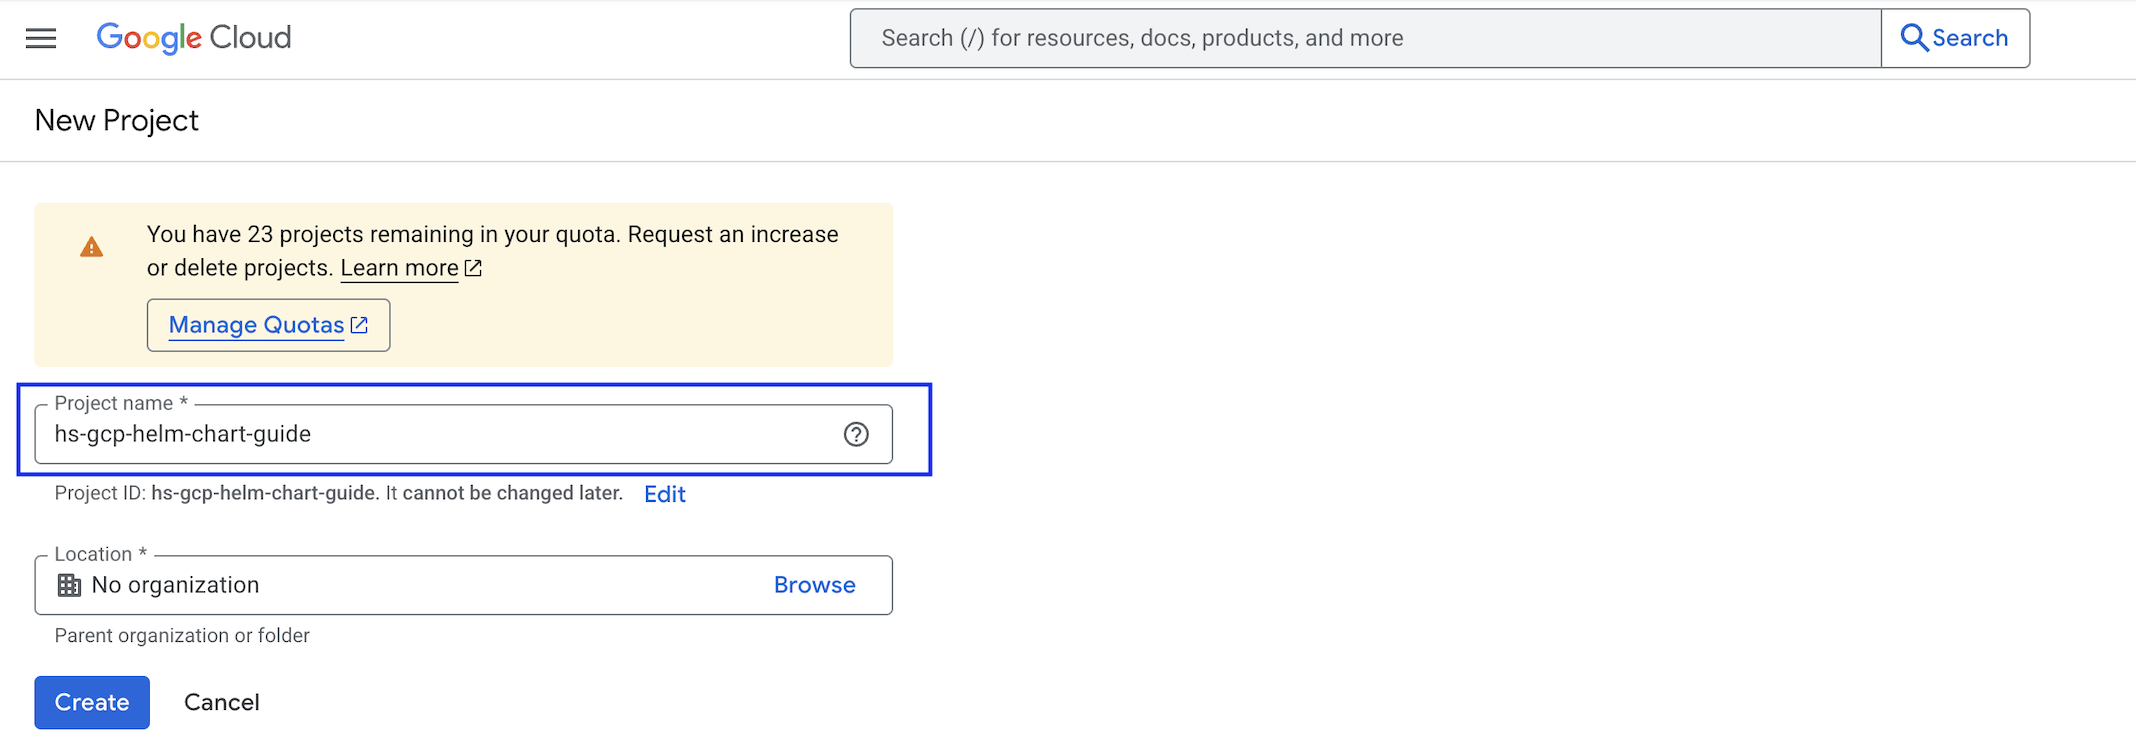 Google Cloud
Search (/) for resources, docs, products, and more
Search
New Project
You have 23 projects remaining in your quota. Request an increase
or delete projects. Learn more
Manage Quotas
Project name *
hs-gcp-helm-chart-guide
Project ID: hs-gcp-helm-chart-guide. It cannot be changed later. Edit
Location *
No organization
Browse
Parent organization or folder
Create
Cancel